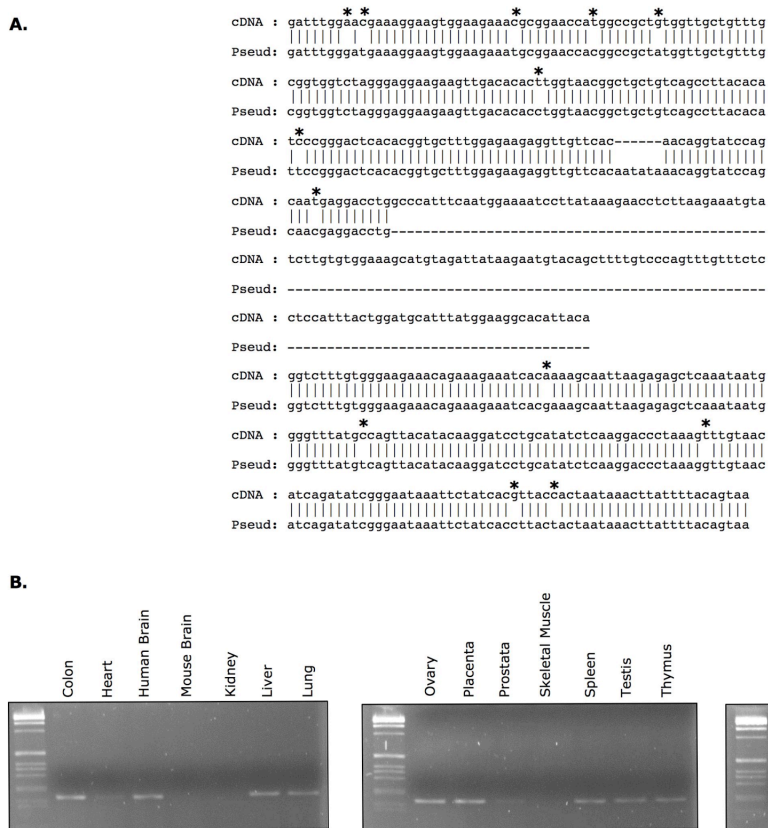 A.
cDNA : gatttggaacgaaaggaagtggaagaaacgcggaaccatggccgctgtggttgctgtttg
Pseud: gatttgggatgaaaggaagtggaagaaatgcggaaccacggccgctatggttgctgtttg
cDNA : cggtggtctagggaggaagaagttgacacacttggtaacggctgctgtcagccttacaca
Pseud: cggtggtctagggaggaagaagttgacacacctggtaacggctgctgtcagccttacaca
cDNA : tcccgggactcacacggtgctttggagaagaggttgttcac------aacaggtatccag
Pseud: ttccgggactcacacggtgctttggagaagaggttgttcacaatataaacaggtatccag
cDNA : caatgaggacctggcccatttcaatggaaaatccttataaagaacctcttaagaaatgta
Pseud: caacgaggacctg-----------------------------------------------
cDNA : tcttgtgtggaaagcatgtagattataagaatgtacagcttttgtcccagtttgtttctc
Pseud: ------------------------------------------------------------
cDNA : ctccatttactggatgcatttatggaaggcacattaca
Pseud: --------------------------------------
cDNA : ggtctttgtgggaagaaacagaaagaaatcacaaaagcaattaagagagctcaaataatg
Pseud: ggtctttgtgggaagaaacagaaagaaatcacgaaagcaattaagagagctcaaataatg
cDNA : gggtttatgccagttacatacaaggatcctgcatatctcaaggaccctaaagtttgtaac
Pseud: gggtttatgtcagttacatacaaggatcctgcatatctcaaggaccctaaaggttgtaac
cDNA : atcagatatcgggaataaattctatcacgttaccactaataaacttattttacagtaa
Pseud: atcagatatcgggaataaattctatcaccttactactaataaacttattttacagtaa
B.
Colon
Heart
Human Brain
Mouse Brain
Kidney
Liver
Lung
Ovary
Placenta
Prostata
Skeletal Muscle
Spleen
Testis
Thymus